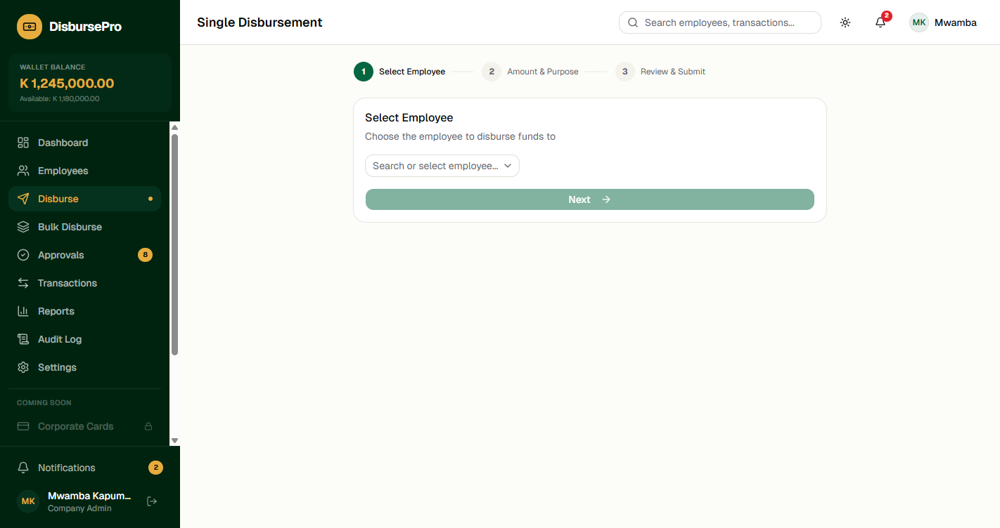 DisbursePro
WALLET BALANCE
K 1,245,000.00
Available: K 1,180,000.00
Dashboard
Employees
Disburse
Bulk Disburse
Approvals 8
Transactions
Reports
Audit Log
Settings
COMING SOON
Corporate Cards
Notifications 2
MK
Mwamba Kapum...
Company Admin
Single Disbursement
Search employees, transactions...
2
MK Mwamba
1 Select Employee
2 Amount & Purpose
3 Review & Submit
Select Employee
Choose the employee to disburse funds to
Search or select employee...
Next